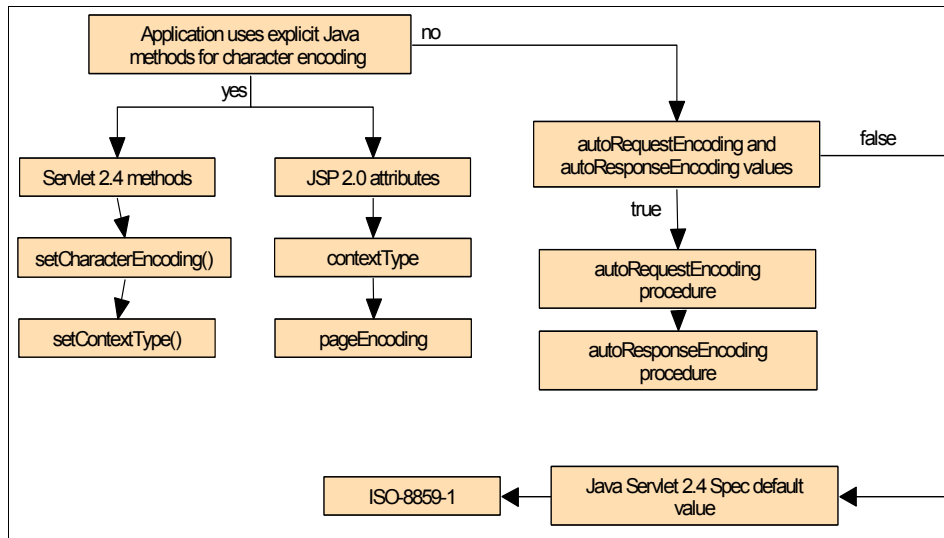 Application uses explicit Java
methods for character encoding
no
yes
Servlet 2.4 methods
JSP 2.0 attributes
autoRequestEncoding and
autoResponseEncoding values
false
true
setCharacterEncoding()
contextType
autoRequestEncoding
procedure
setContextType()
pageEncoding
autoResponseEncoding
procedure
ISO-8859-1
Java Servlet 2.4 Spec default
value